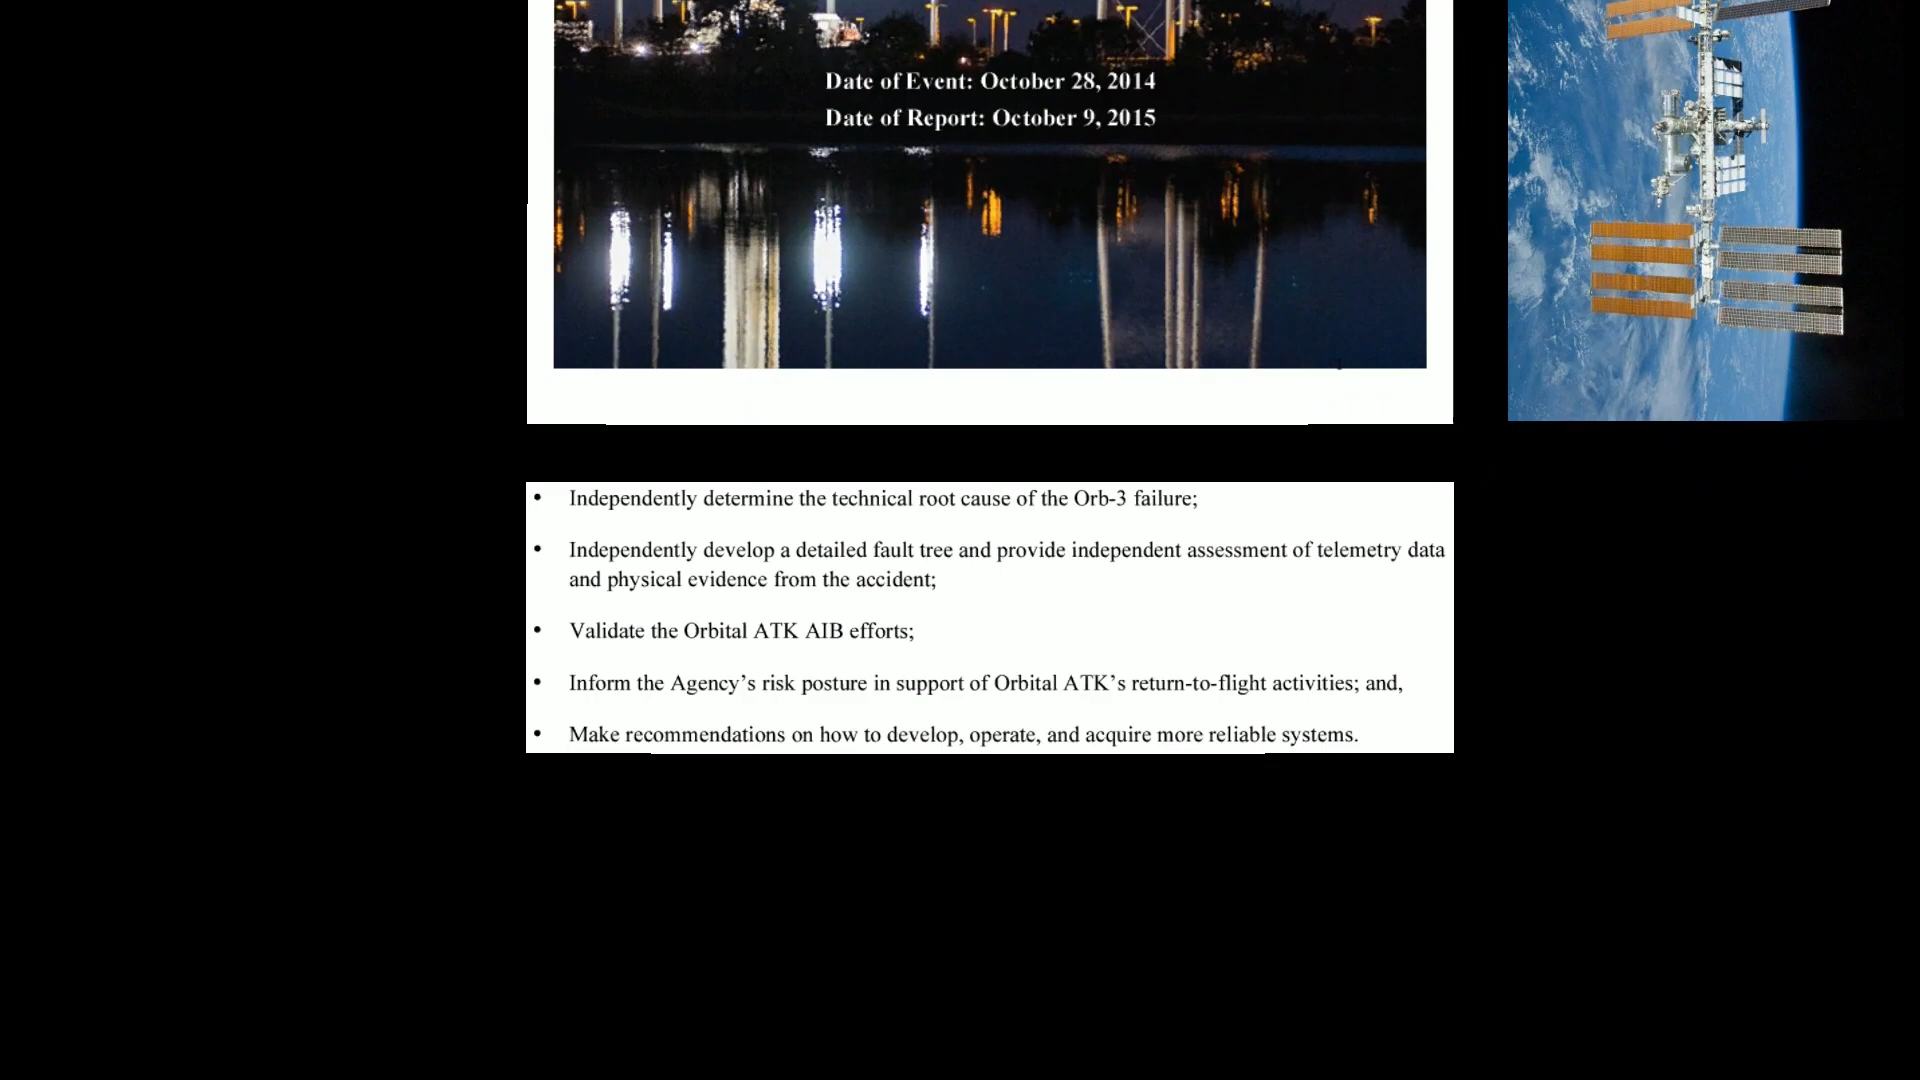 Date of Event: October 28, 2014
Date of Report: October 9, 2015
• Independently determine the technical root cause of the Orb-3 failure;
• Independently develop a detailed fault tree and provide independent assessment of telemetry data
and physical evidence from the accident;
• Validate the Orbital ATK AIB efforts;
• Inform the Agency’s risk posture in support of Orbital ATK’s return-to-flight activities; and,
• Make recommendations on how to develop, operate, and acquire more reliable systems.